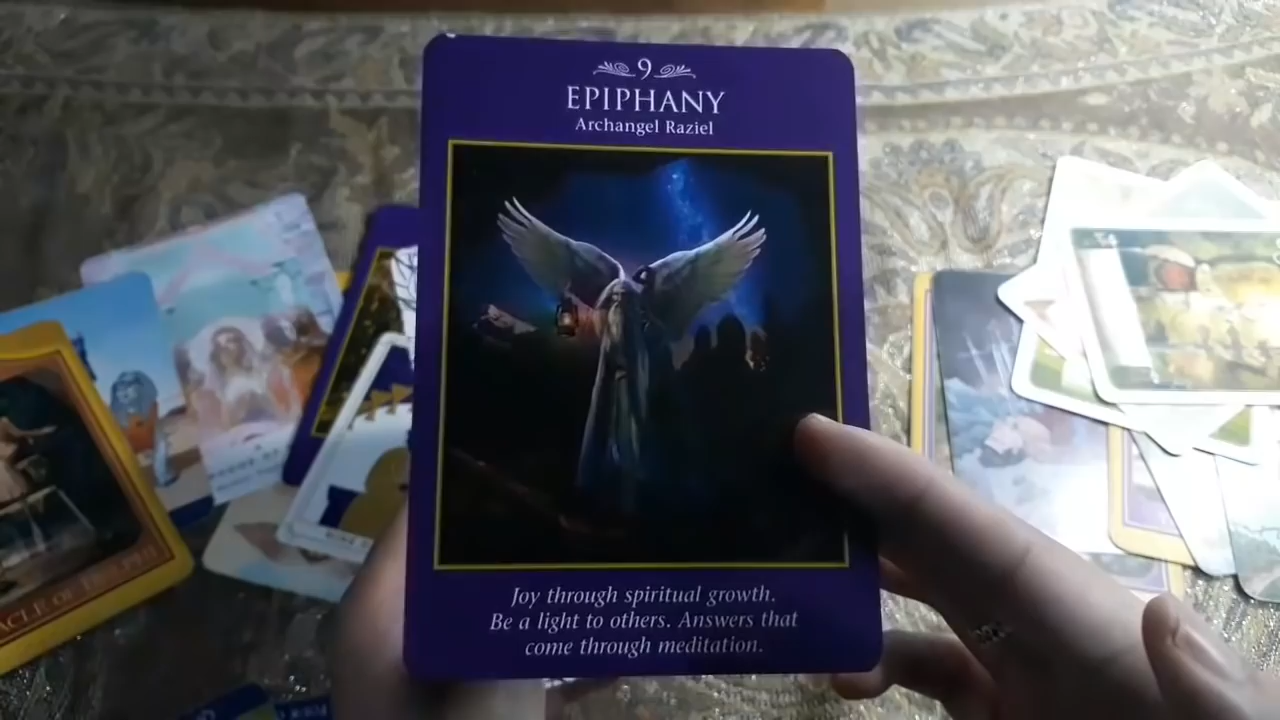 9
EPIPHANY
Archangel Raziel
Joy through spiritual growth.
Be a light to others. Answers that
come through meditation.